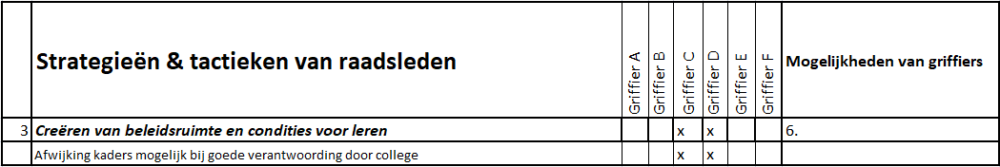 Strategieën & tactieken van raadsleden Griffier A Griffier B Griffier C Griffier D Griffier E Griffier F Mogelijkheden van griffiers
3 Creëren van beleidsruimte en condities voor leren x x 6.
Afwijking kaders mogelijk bij goede verantwoording door college x x